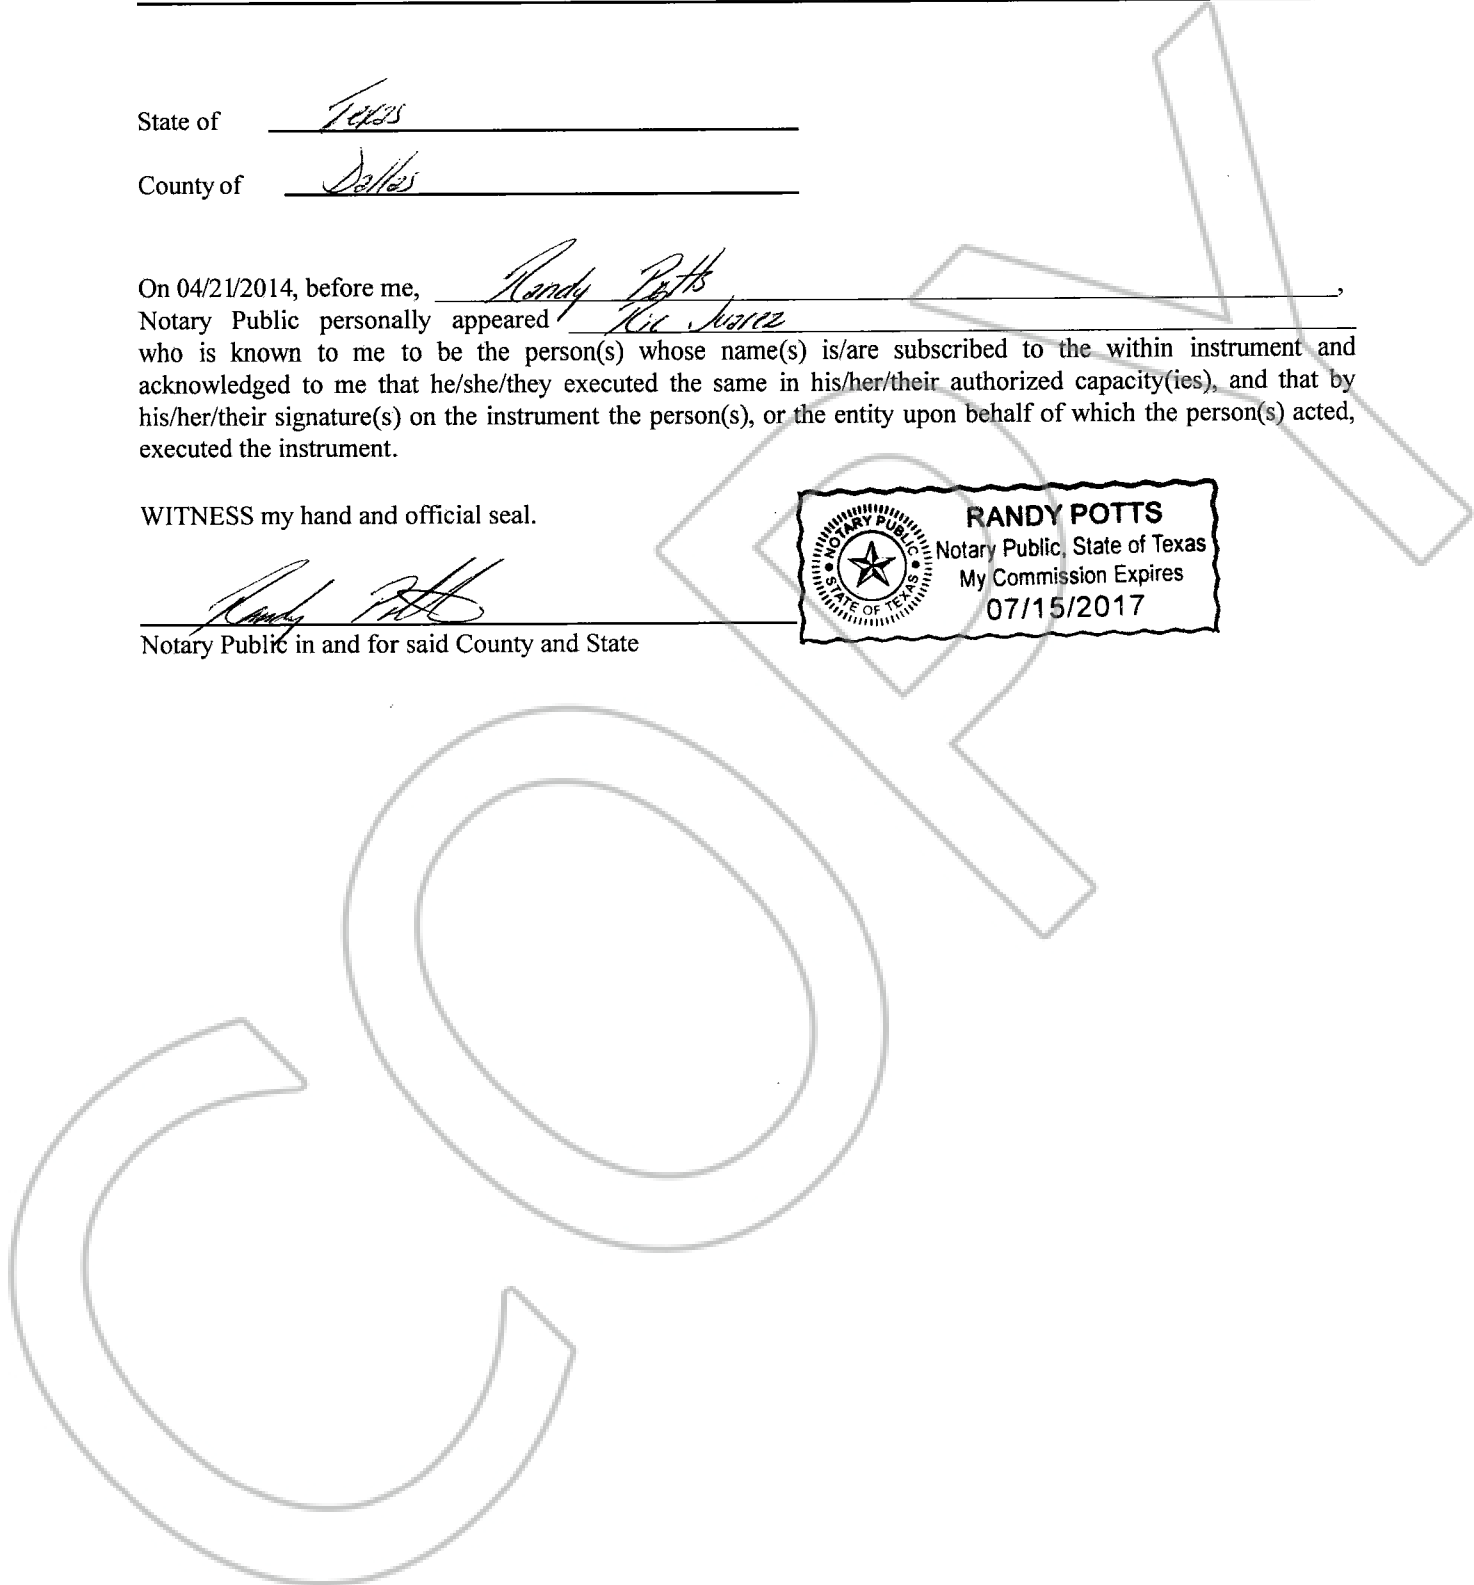 State of Texas
County of Dallas
On 04/21/2014, before me, Randy Potts,
Notary Public personally appeared Ric Juarez
who is known to me to be the person(s) whose name(s) is/are subscribed to the within instrument and
acknowledged to me that he/she/they executed the same in his/her/their authorized capacity(ies), and that by
his/her/their signature(s) on the instrument the person(s), or the entity upon behalf of which the person(s) acted,
executed the instrument.
WITNESS my hand and official seal.
RANDY POTTS
Notary Public, State of Texas
My Commission Expires
07/15/2017
NOTARY PUBLIC
STATE OF TEXAS
Randy Potts
Notary Public in and for said County and State
COPY